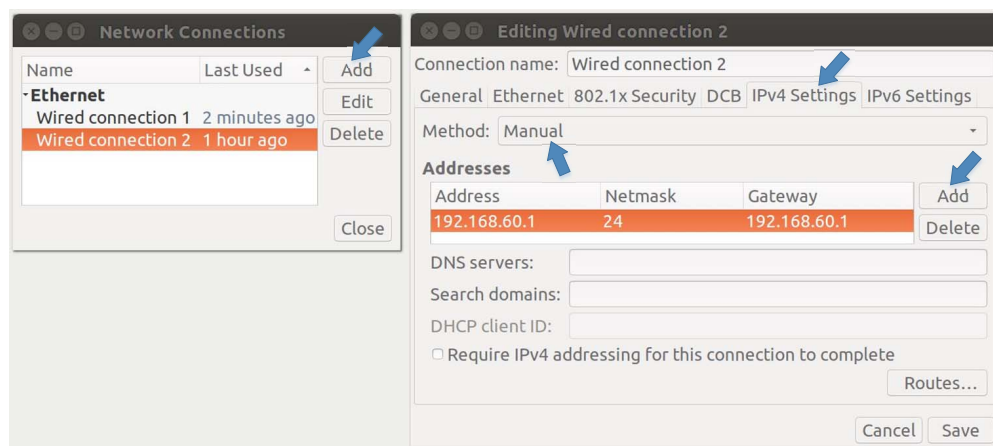 Network Connections
Name Last Used
Add
Ethernet
Edit
Wired connection 1 2 minutes ago
Wired connection 2 1 hour ago
Delete
Close
Editing Wired connection 2
Connection name: Wired connection 2
General Ethernet 802.1x Security DCB IPv4 Settings IPv6 Settings
Method: Manual
Addresses
Address Netmask Gateway
Add
192.168.60.1 24 192.168.60.1
Delete
DNS servers:
Search domains:
DHCP client ID:
Require IPv4 addressing for this connection to complete
Routes...
Cancel Save